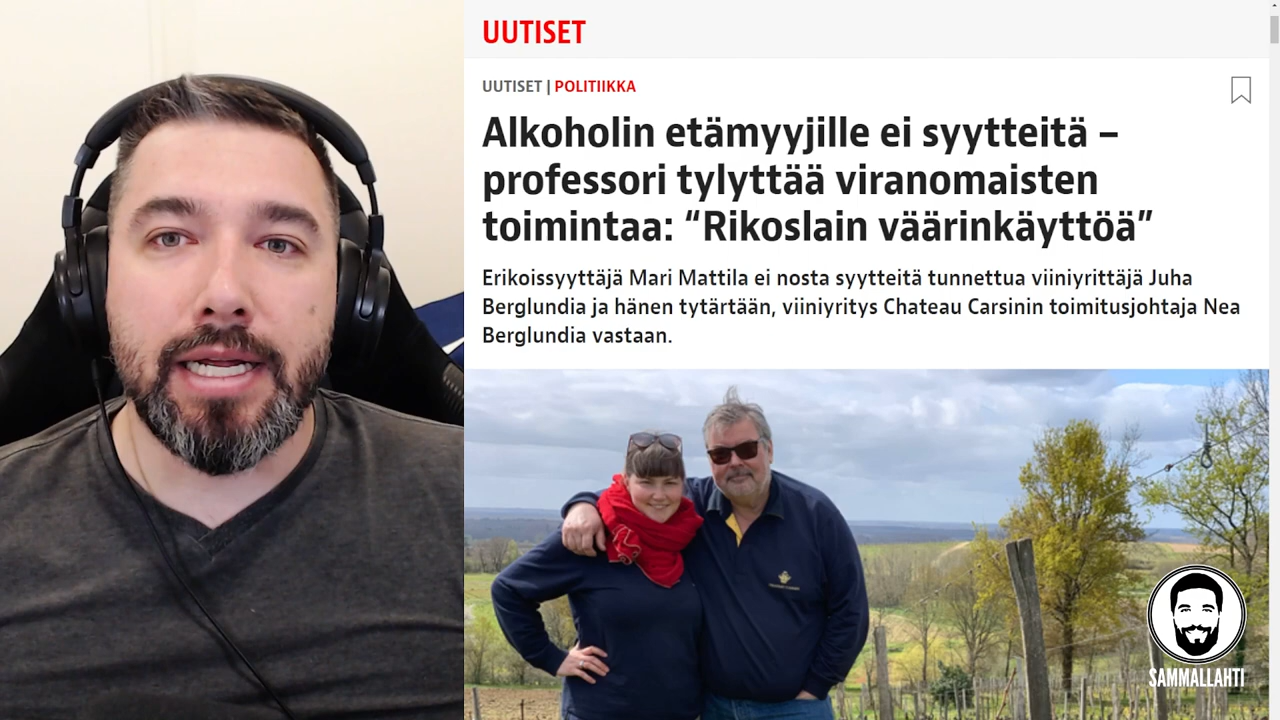 UUTISET
UUTISET | POLITIIKKA
Alkoholin etämyyjille ei syytteitä –
professori tylyttää viranomaisten
toimintaa: “Rikoslain väärinkäyttöä”
Erikoissyyttäjä Mari Mattila ei nosta syytteitä tunnettua viiniyrittäjä Juha
Berglundia ja hänen tytärtään, viiniyritys Chateau Carsinin toimitusjohtaja Nea
Berglundia vastaan.
SAMMALLAHTI